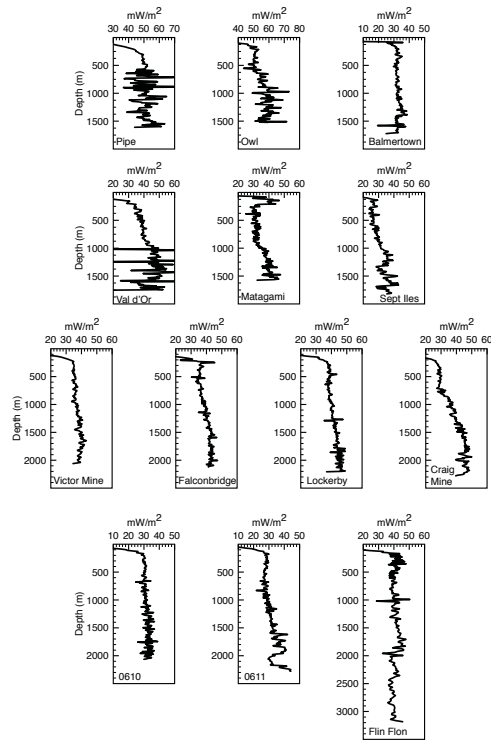 mW/m2 mW/m2 mW/m2
30 40 50 60 70 40 50 60 70 80 10 20 30 40 50
Depth (m)
500 500 500
1000 1000 1000
1500 1500 1500
Pipe Owl Balmertown
mW/m2 mW/m2 mW/m2
20 30 40 50 60 20 30 40 50 60 20 30 40 50 60
Depth (m)
500 500 500
1000 1000 1000
1500 1500 1500
Val d'Or Matagami Sept Iles
mW/m2 mW/m2 mW/m2 mW/m2
20 30 40 50 60 20 30 40 50 60 20 30 40 50 60 20 30 40 50 60
Depth (m)
500 500 500 500
1000 1000 1000 1000
1500 1500 1500 1500
2000 2000 2000 2000
Victor Mine Falconbridge Lockerby Craig
Mine
mW/m2 mW/m2 mW/m2
10 20 30 40 50 10 20 30 40 50 20 30 40 50 60
Depth (m)
500 500 500
1000 1000 1000
1500 1500 1500
2000 2000 2000
0610 0611 2500
3000
Flin Flon